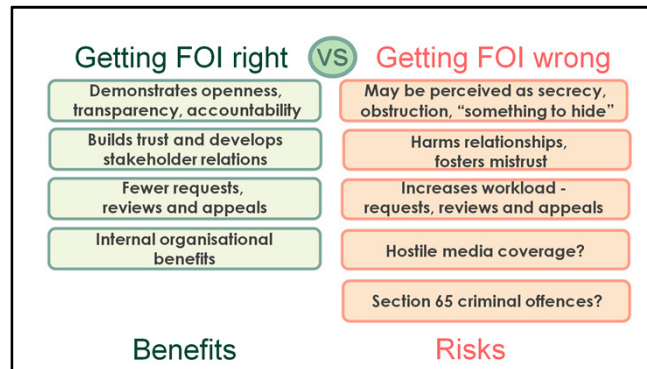 Getting FOI right
VS
Getting FOI wrong
Demonstrates openness,
transparency, accountability
Builds trust and develops
stakeholder relations
Fewer requests,
reviews and appeals
Internal organisational
benefits
May be perceived as secrecy,
obstruction, “something to hide”
Harms relationships,
fosters mistrust
Increases workload -
requests, reviews and appeals
Hostile media coverage?
Section 65 criminal offences?
Benefits
Risks